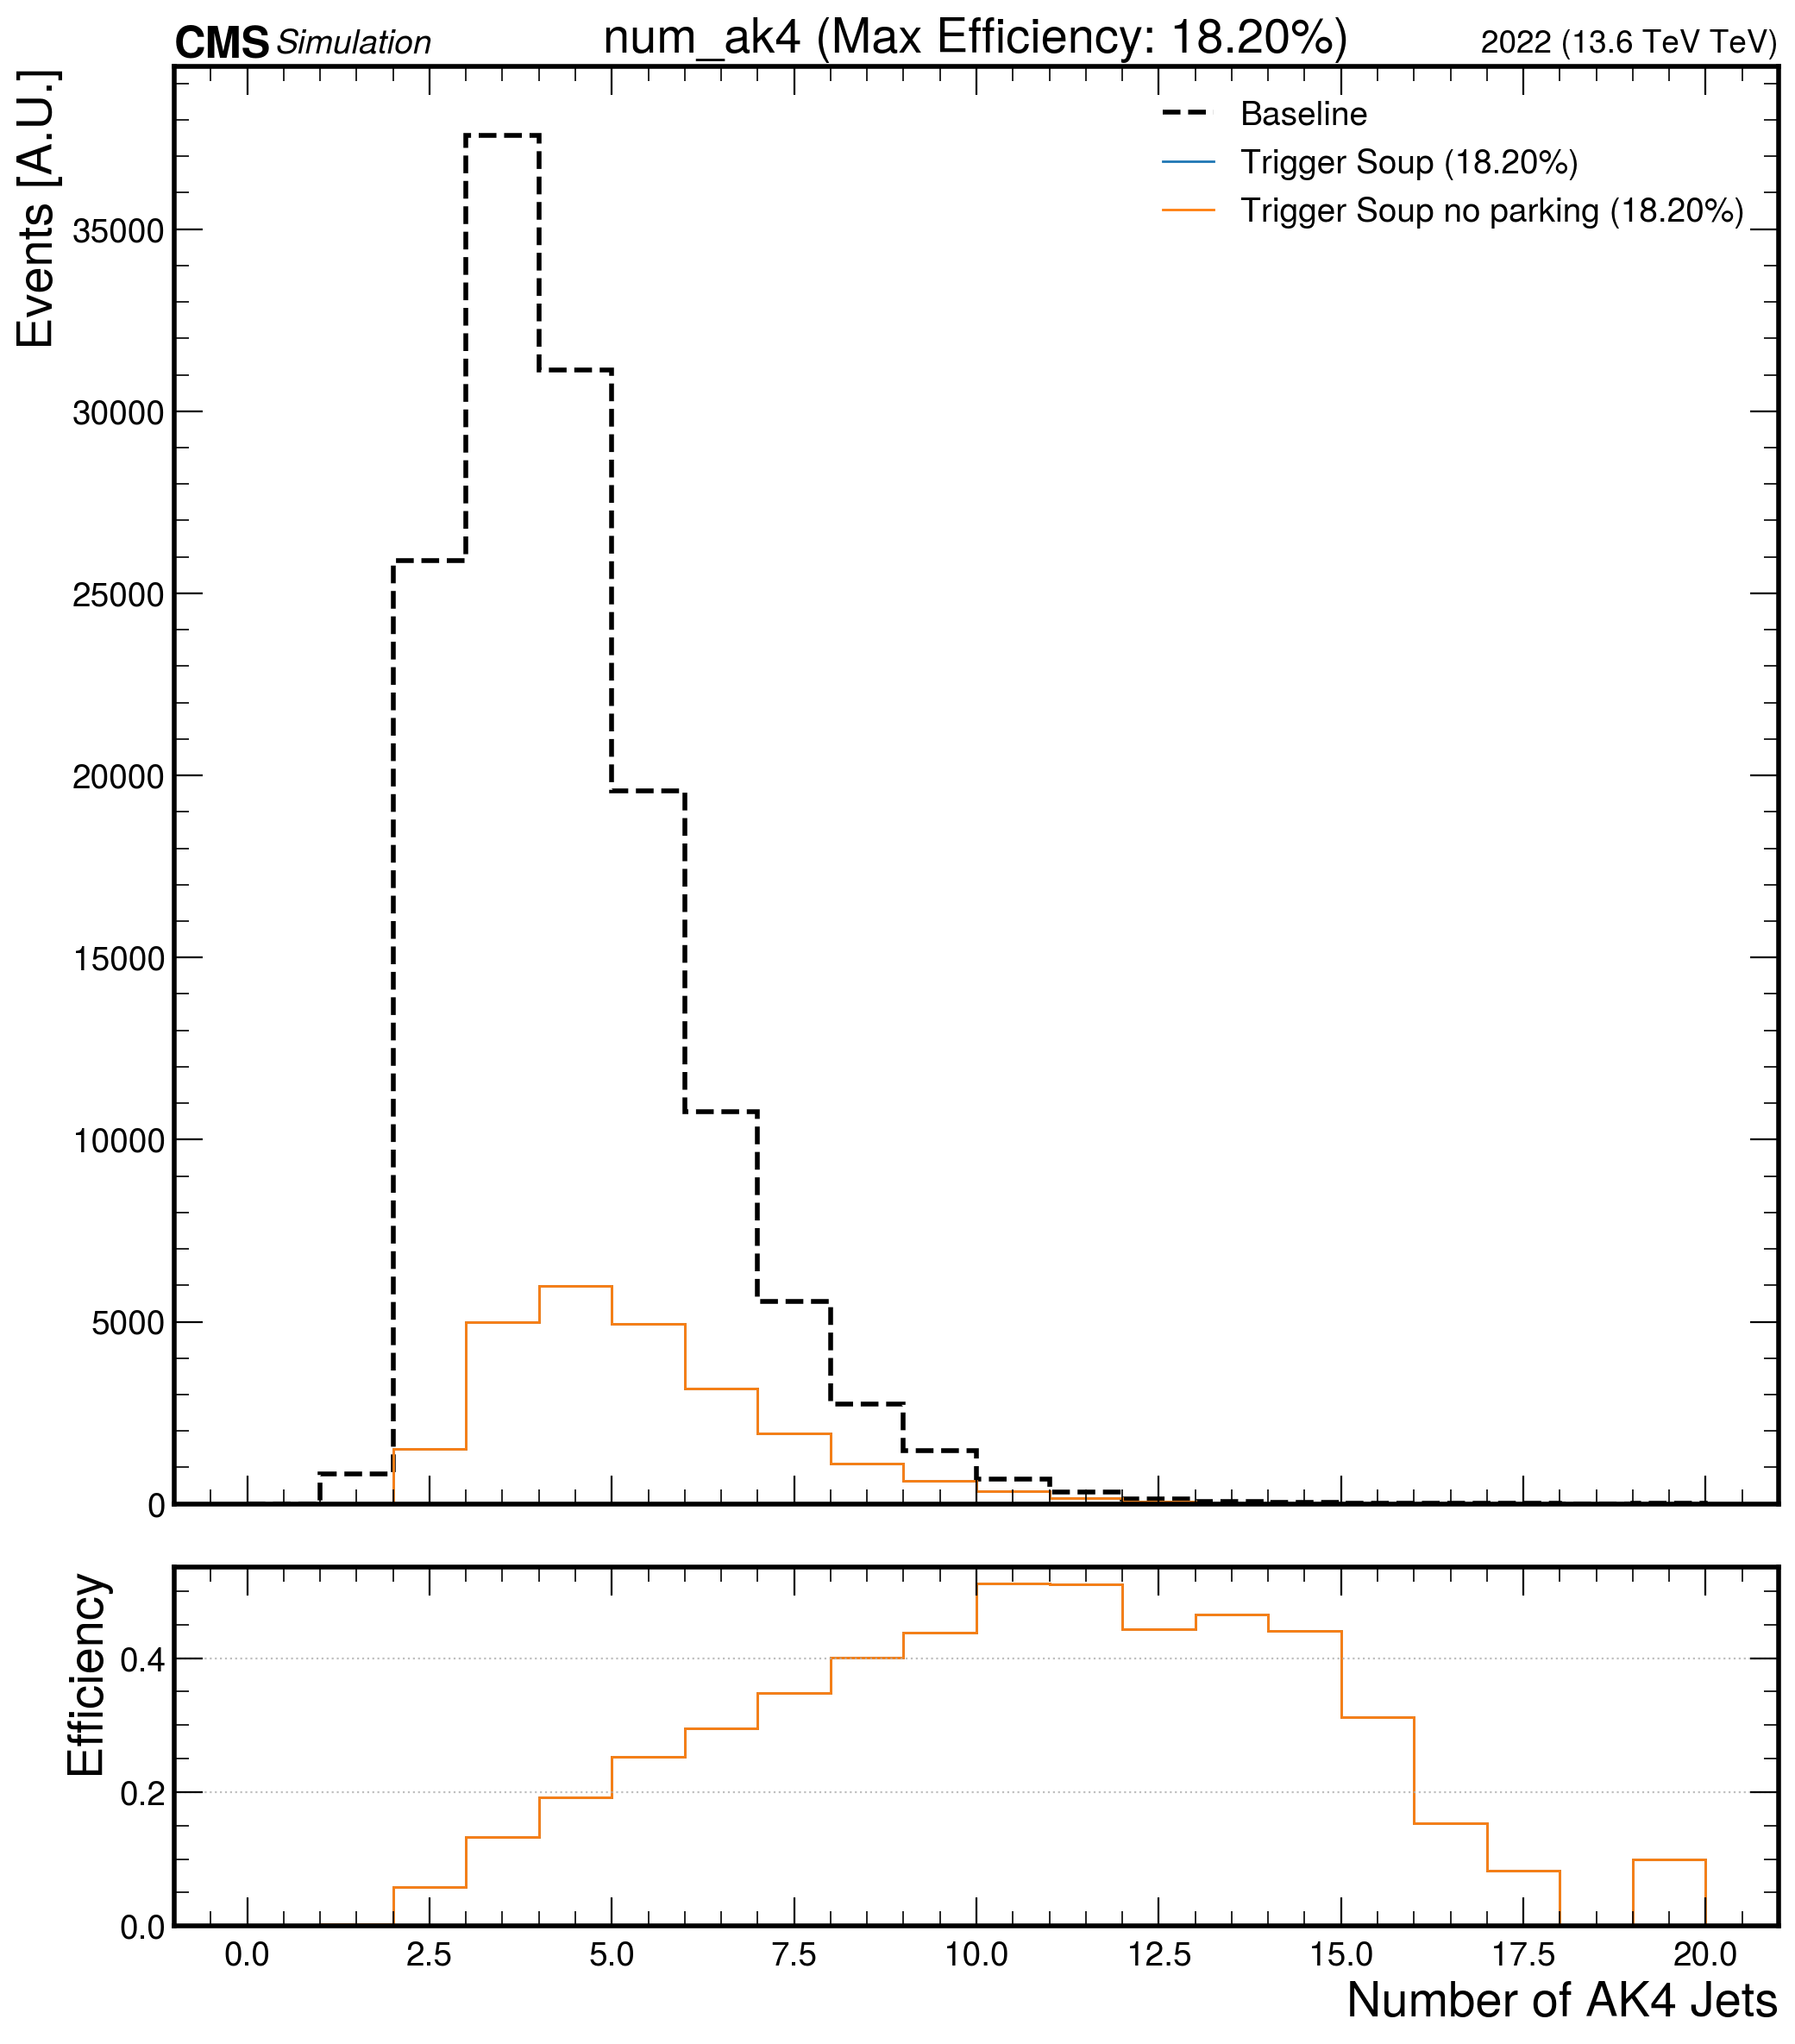 CMS Simulation num_ak4 (Max Efficiency: 18.20%) 2022 (13.6 TeV TeV)
Events [A.U.]
Baseline
Trigger Soup (18.20%)
Trigger Soup no parking (18.20%)
35000
30000
25000
20000
15000
10000
5000
0
Efficiency
0.4
0.2
0.0
0.0 2.5 5.0 7.5 10.0 12.5 15.0 17.5 20.0
Number of AK4 Jets